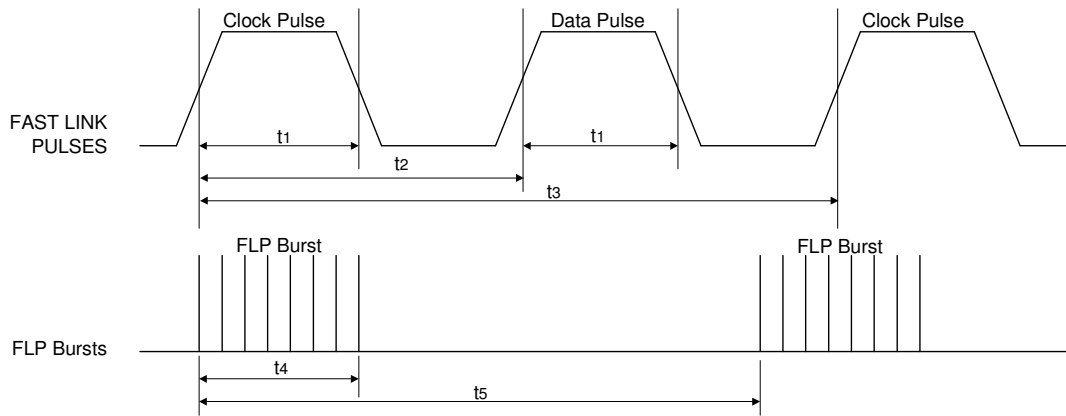 Clock Pulse
Data Pulse
Clock Pulse
FAST LINK
PULSES
t1
t1
t2
t3
FLP Burst
FLP Burst
FLP Bursts
t4
t5